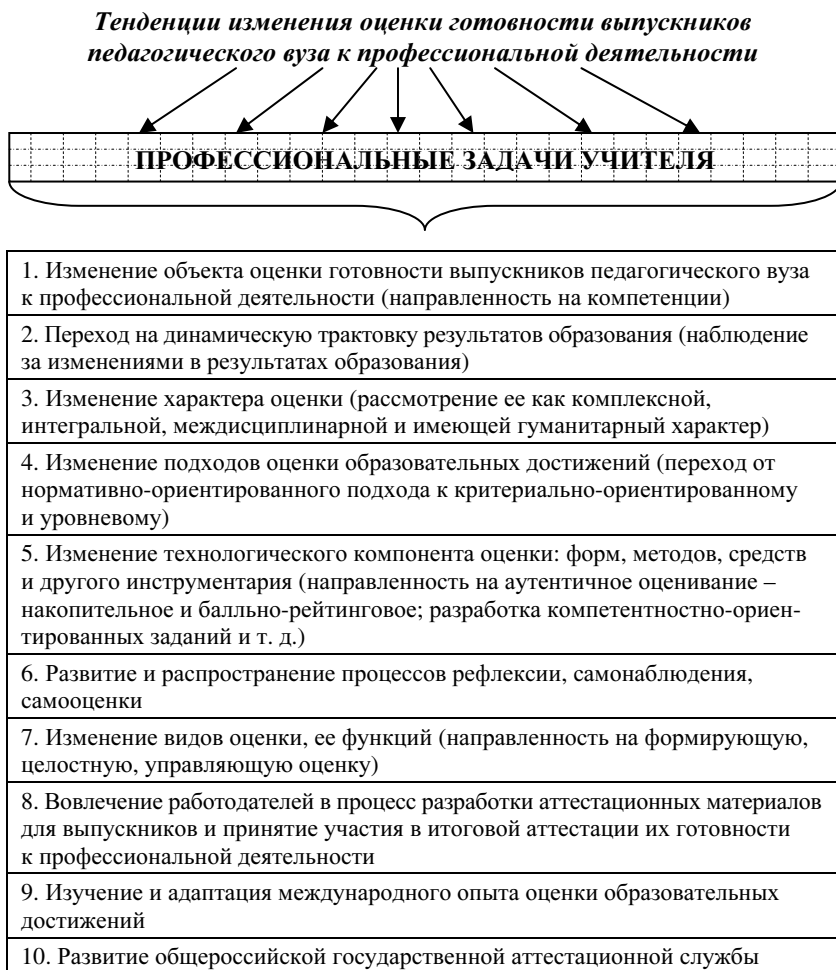 Тенденции изменения оценки готовности выпускников
педагогического вуза к профессиональной деятельности
ПРОФЕССИОНАЛЬНЫЕ ЗАДАЧИ УЧИТЕЛЯ
1. Изменение объекта оценки готовности выпускников педагогического вуза
к профессиональной деятельности (направленность на компетенции)
2. Переход на динамическую трактовку результатов образования (наблюдение
за изменениями в результатах образования)
3. Изменение характера оценки (рассмотрение ее как комплексной,
интегральной, междисциплинарной и имеющей гуманитарный характер)
4. Изменение подходов оценки образовательных достижений (переход от
нормативно-ориентированного подхода к критериально-ориентированному
и уровневому)
5. Изменение технологического компонента оценки: форм, методов, средств
и другого инструментария (направленность на аутентичное оценивание –
накопительное и балльно-рейтинговое; разработка компетентностно-ориен-
тированных заданий и т. д.)
6. Развитие и распространение процессов рефлексии, самонаблюдения,
самооценки
7. Изменение видов оценки, ее функций (направленность на формирующую,
целостную, управляющую оценку)
8. Вовлечение работодателей в процесс разработки аттестационных материалов
для выпускников и принятие участия в итоговой аттестации их готовности
к профессиональной деятельности
9. Изучение и адаптация международного опыта оценки образовательных
достижений
10. Развитие общероссийской государственной аттестационной службы